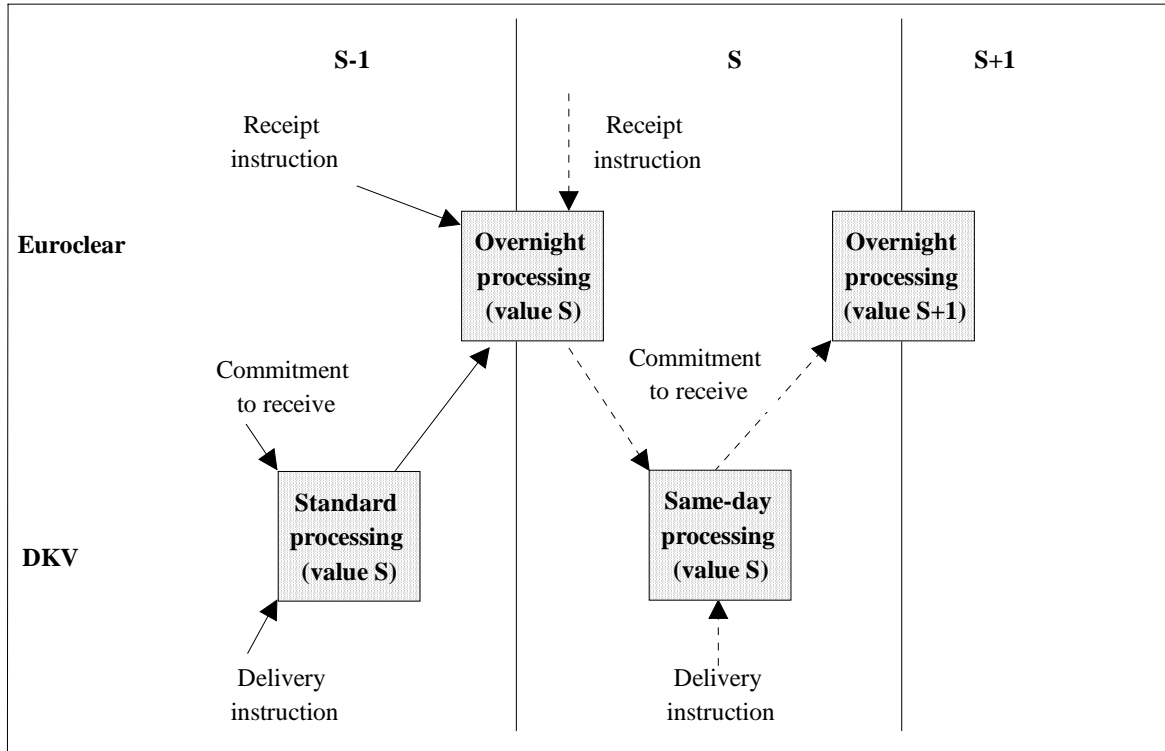 S-1
S
S+1
Receipt
instruction
Receipt
instruction
Euroclear
Overnight
processing
(value S)
Overnight
processing
(value S+1)
Commitment
to receive
Commitment
to receive
DKV
Standard
processing
(value S)
Same-day
processing
(value S)
Delivery
instruction
Delivery
instruction